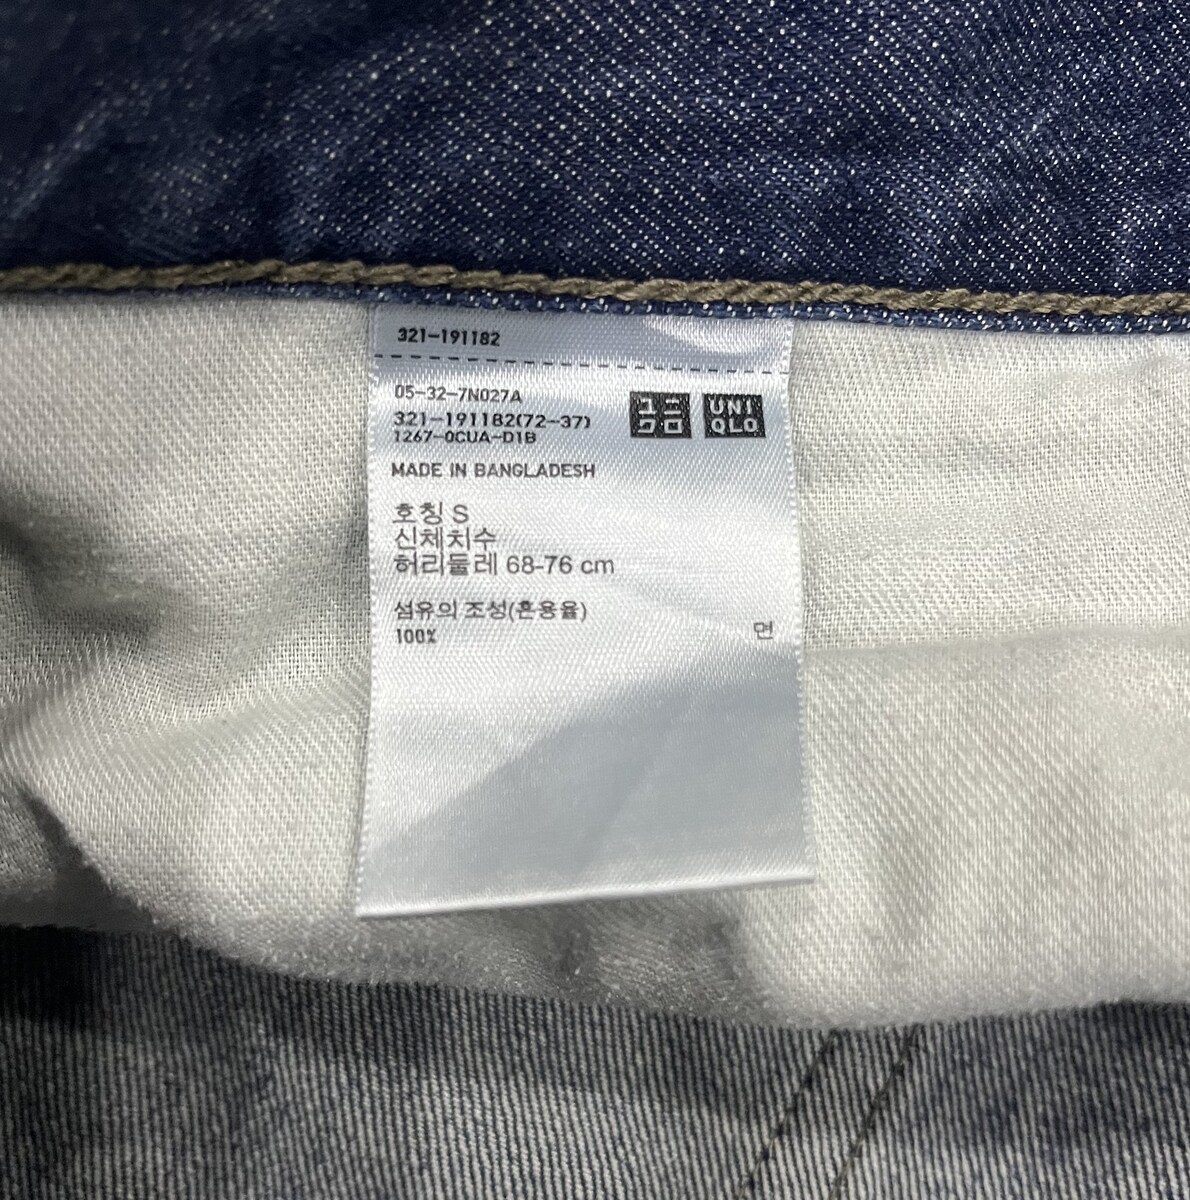 321-191182
05-32-7N027A
321-191182(72-37)
1267-0CUA-D1B
ユニ
クロ
UNI
QLO
MADE IN BANGLADESH
호칭 S
신체치수
허리둘레 68-76 cm
섬유의 조성(혼용율)
100% 면